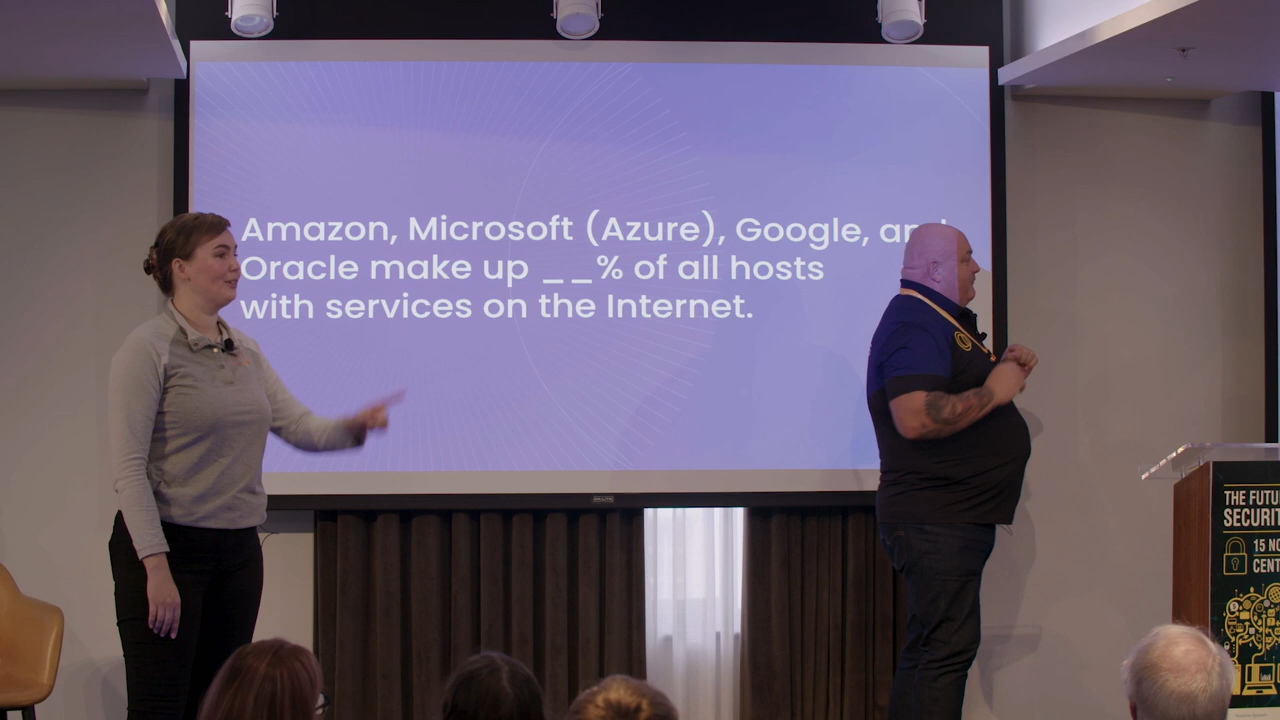 Amazon, Microsoft (Azure), Google, and
Oracle make up __% of all hosts
with services on the Internet.
THE FUTU
SECURIT
15 NO
CENT